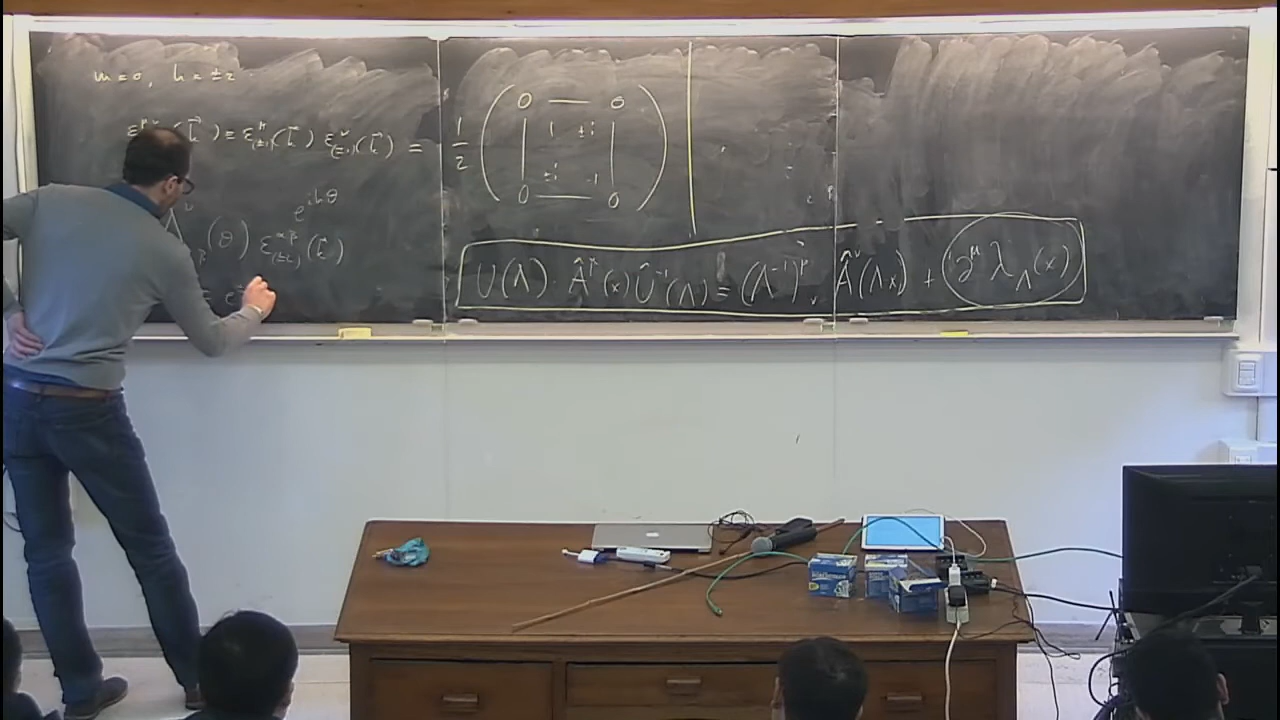 m=0, h=±2
ε^{μν}(k⃗) = ε^μ_{(±1)}(k⃗) ε^ν_{(±1)}(k⃗) = 1/2 ( 0 — 0
| 1 ±i |
| ±i -1 |
0 — 0 )
e^{ihθ}
Λ^ν_β(θ) ε^{αβ}_{(±2)}(k⃗)
= e^±
U(Λ) · Â^μ(x) Û^{-1}(Λ) = (Λ^{-1})^μ_ν Â^ν(Λx) + ∂^μ λ_Λ(x)